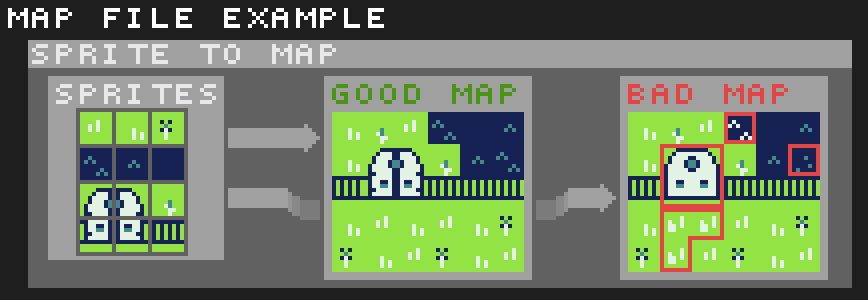 MAP FILE EXAMPLE
SPRITE TO MAP
SPRITES
GOOD MAP
BAD MAP